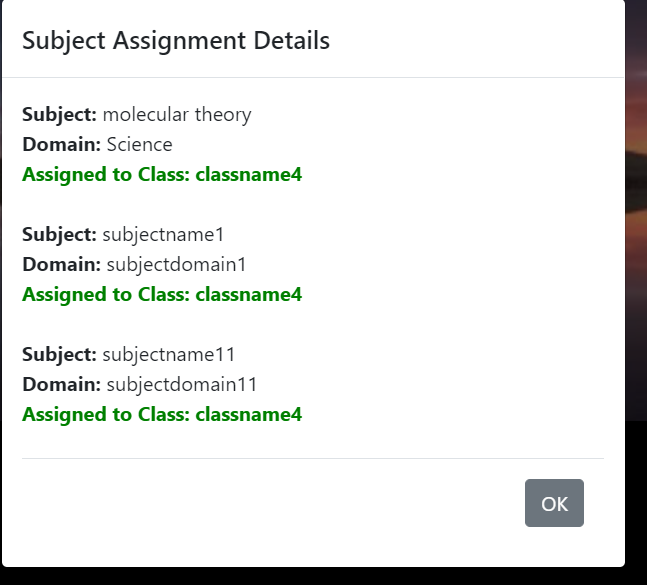 Subject Assignment Details
Subject: molecular theory
Domain: Science
Assigned to Class: classname4
Subject: subjectname1
Domain: subjectdomain1
Assigned to Class: classname4
Subject: subjectname11
Domain: subjectdomain11
Assigned to Class: classname4
OK